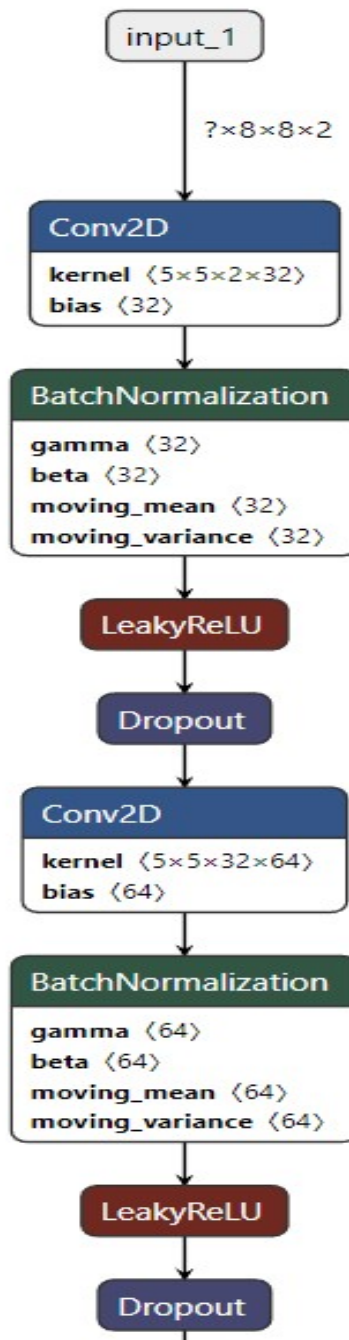 input_1
?×8×8×2
Conv2D
kernel ⟨5×5×2×32⟩
bias ⟨32⟩
BatchNormalization
gamma ⟨32⟩
beta ⟨32⟩
moving_mean ⟨32⟩
moving_variance ⟨32⟩
LeakyReLU
Dropout
Conv2D
kernel ⟨5×5×32×64⟩
bias ⟨64⟩
BatchNormalization
gamma ⟨64⟩
beta ⟨64⟩
moving_mean ⟨64⟩
moving_variance ⟨64⟩
LeakyReLU
Dropout